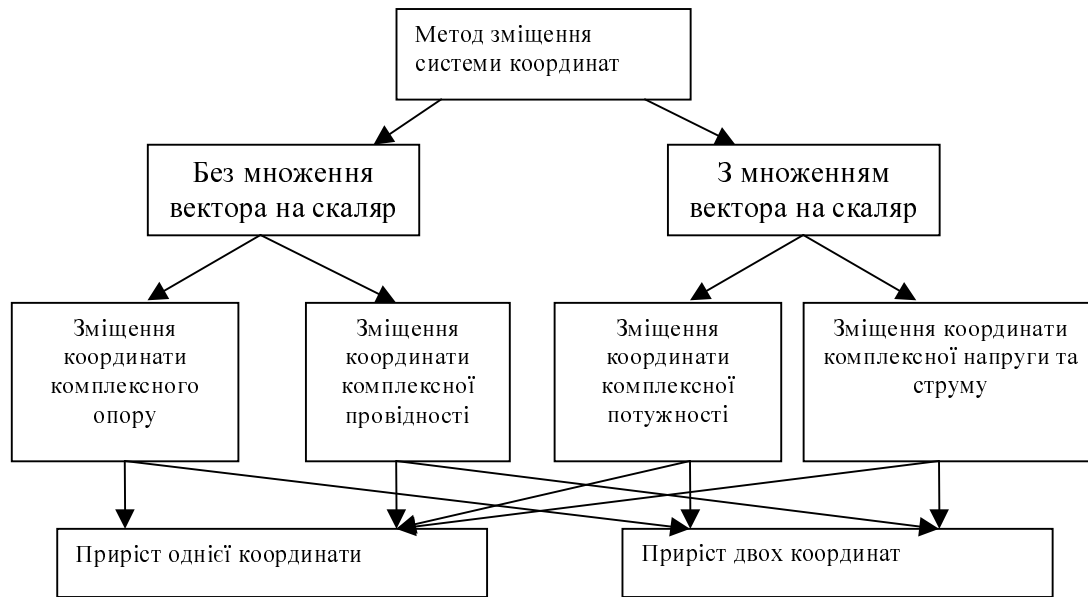 Метод зміщення
системи координат
Без множення
вектора на скаляр
З множенням
вектора на скаляр
Зміщення
координати
комплексного
опору
Зміщення
координати
комплексної
провідності
Зміщення
координати
комплексної
потужності
Зміщення координати
комплексної напруги та
струму
Приріст однієї координати
Приріст двох координат